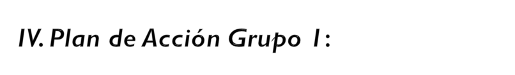 IV. Plan de Acción Grupo 1: